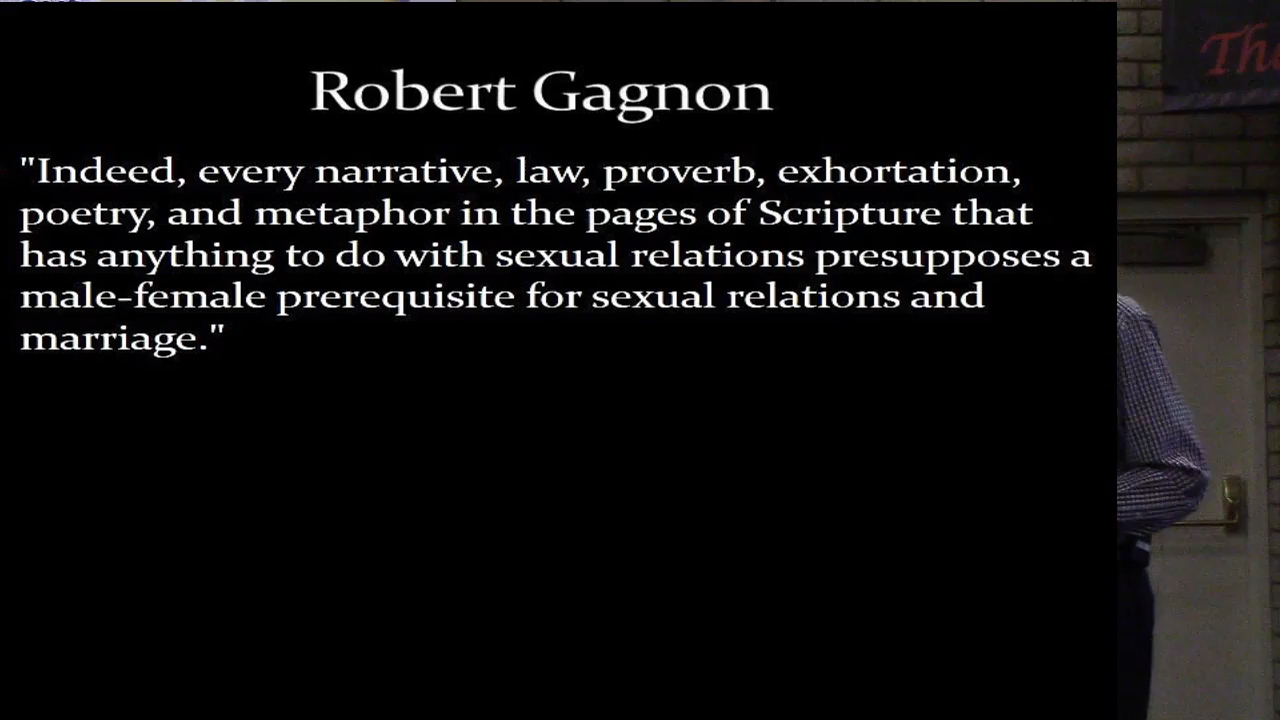 Robert Gagnon
"Indeed, every narrative, law, proverb, exhortation,
poetry, and metaphor in the pages of Scripture that
has anything to do with sexual relations presupposes a
male-female prerequisite for sexual relations and
marriage."